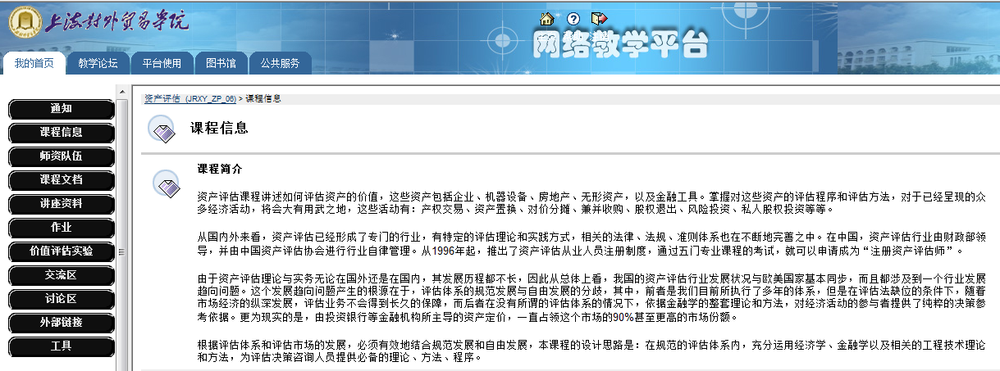 上海对外贸易学院
网络教学平台
我的首页 教学论坛 平台使用 图书馆 公共服务
通知
课程信息
师资队伍
课程文档
讲座资料
作业
价值评估实验
交流区
讨论区
外部链接
工具
资产评估 (JRXY_ZP_06) > 课程信息
课程信息
课程简介
资产评估课程讲述如何评估资产的价值，这些资产包括企业、机器设备、房地产、无形资产，以及金融工具。掌握对这些资产的评估程序和评估方法，对于已经呈现的众
多经济活动，将会大有用武之地，这些活动有：产权交易、资产置换、对价分摊、兼并收购、股权退出、风险投资、私人股权投资等等。
从国内外来看，资产评估已经形成了专门的行业，有特定的评估理论和实践方式，相关的法律、法规、准则体系也在不断地完善之中。在中国，资产评估行业由财政部领
导，并由中国资产评估协会进行行业自律管理。从1996年起，推出了资产评估从业人员注册制度，通过五门专业课程的考试，就可以申请成为“注册资产评估师”。
由于资产评估理论与实务无论在国外还是在国内，其发展历程都不长，因此从总体上看，我国的资产评估行业发展状况与欧美国家基本同步，而且都涉及到一个行业发展
趋向问题。这个发展趋向问题产生的根源在于，评估体系的规范发展与自由发展的分歧，其中，前者是我们目前所执行了多年的体系，但是在评估法缺位的条件下，随着
市场经济的纵深发展，评估业务不会得到长久的保障，而后者在没有所谓的评估体系的情况下，依据金融学的整套理论和方法，对经济活动的参与者提供了纯粹的决策参
考依据。更为现实的是，由投资银行等金融机构所主导的资产定价，一直占领这个市场的90%甚至更高的市场份额。
根据评估体系和评估市场的发展，必须有效地结合规范发展和自由发展，本课程的设计思路是：在规范的评估体系内，充分运用经济学、金融学以及相关的工程技术理论
和方法，为评估决策咨询人员提供必备的理论、方法、程序。